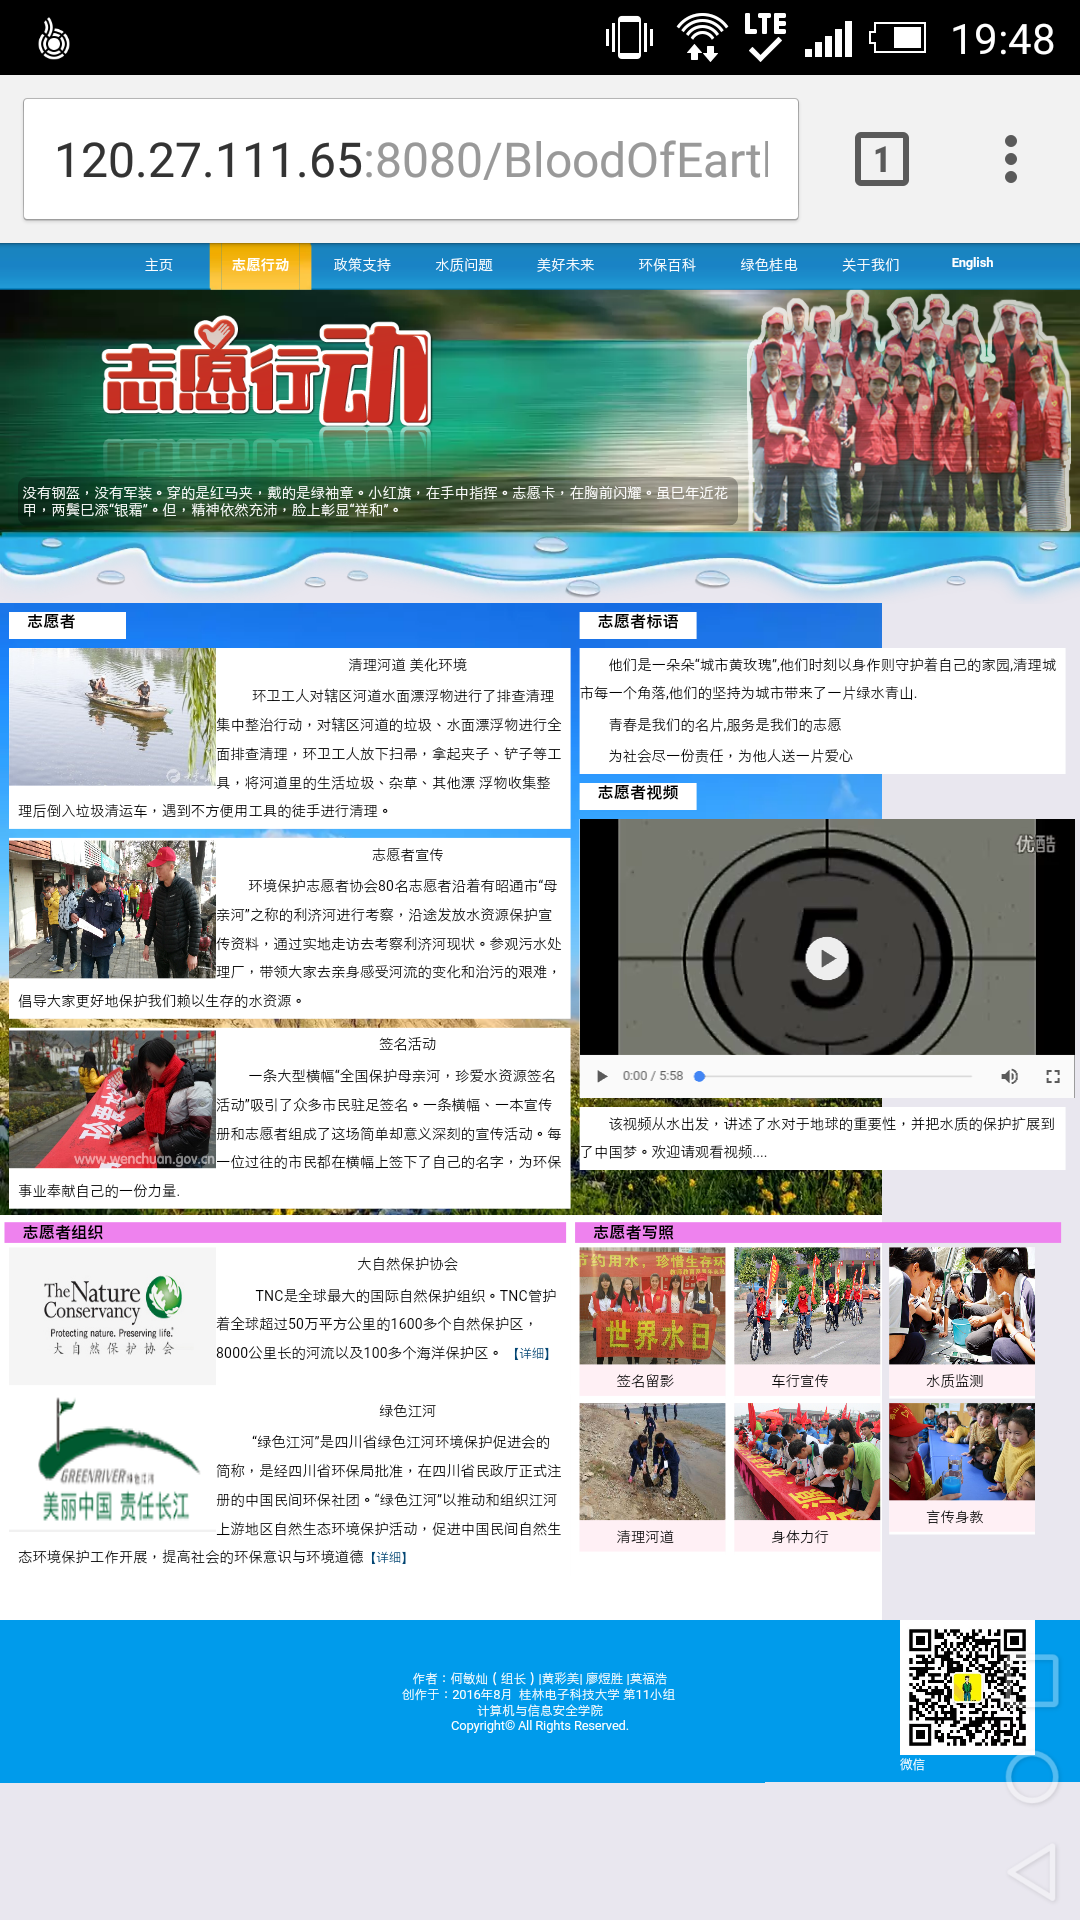 LTE
19:48
120.27.111.65:8080/BloodOfEart
1
主页
志愿行动
政策支持
水质问题
美好未来
环保百科
绿色桂电
关于我们
English
志愿行动
没有钢盔，没有军装。穿的是红马夹，戴的是绿袖章。小红旗，在手中指挥。志愿卡，在胸前闪耀。虽已年近花
甲，两鬓已添“银霜”。但，精神依然充沛，脸上彰显“祥和”。
志愿者
清理河道 美化环境
环卫工人对辖区河道水面漂浮物进行了排查清理
集中整治行动，对辖区河道的垃圾、水面漂浮物进行全
面排查清理，环卫工人放下扫帚，拿起夹子、铲子等工
具，将河道里的生活垃圾、杂草、其他漂 浮物收集整
理后倒入垃圾清运车，遇到不方便用工具的徒手进行清理。
志愿者宣传
环境保护志愿者协会80名志愿者沿着有昭通市“母
亲河”之称的利济河进行考察，沿途发放水资源保护宣
传资料，通过实地走访去考察利济河现状。参观污水处
理厂，带领大家去亲身感受河流的变化和治污的艰难，
倡导大家更好地保护我们赖以生存的水资源。
签名活动
一条大型横幅“全国保护母亲河，珍爱水资源签名
活动”吸引了众多市民驻足签名。一条横幅、一本宣传
册和志愿者组成了这场简单却意义深刻的宣传活动。每
一位过往的市民都在横幅上签下了自己的名字，为环保
事业奉献自己的一份力量.
www.wenchuan.gov.cn
志愿者标语
他们是一朵朵“城市黄玫瑰”,他们时刻以身作则守护着自己的家园,清理城
市每一个角落,他们的坚持为城市带来了一片绿水青山.
青春是我们的名片,服务是我们的志愿
为社会尽一份责任，为他人送一片爱心
志愿者视频
优酷
5
0:00 / 5:58
该视频从水出发，讲述了水对于地球的重要性，并把水质的保护扩展到
了中国梦。欢迎请观看视频....
志愿者组织
The Nature
Conservancy
Protecting nature. Preserving life.
大自然保护协会
大自然保护协会
TNC是全球最大的国际自然保护组织。TNC管护
着全球超过50万平方公里的1600多个自然保护区，
8000公里长的河流以及100多个海洋保护区。【详细】
GREENRIVER绿色江河
美丽中国 责任长江
绿色江河
“绿色江河”是四川省绿色江河环境保护促进会的
简称，是经四川省环保局批准，在四川省民政厅正式注
册的中国民间环保社团。“绿色江河“以推动和组织江河
上游地区自然生态环境保护活动，促进中国民间自然生
态环境保护工作开展，提高社会的环保意识与环境道德【详细】
志愿者写照
节约用水，珍惜生存环
世界水日
签名留影
车行宣传
水质监测
清理河道
身体力行
言传身教
作者：何敏灿（组长）|黄彩美| 廖煜胜 |莫福浩
创作于：2016年8月 桂林电子科技大学 第11小组
计算机与信息安全学院
Copyright© All Rights Reserved.
微信